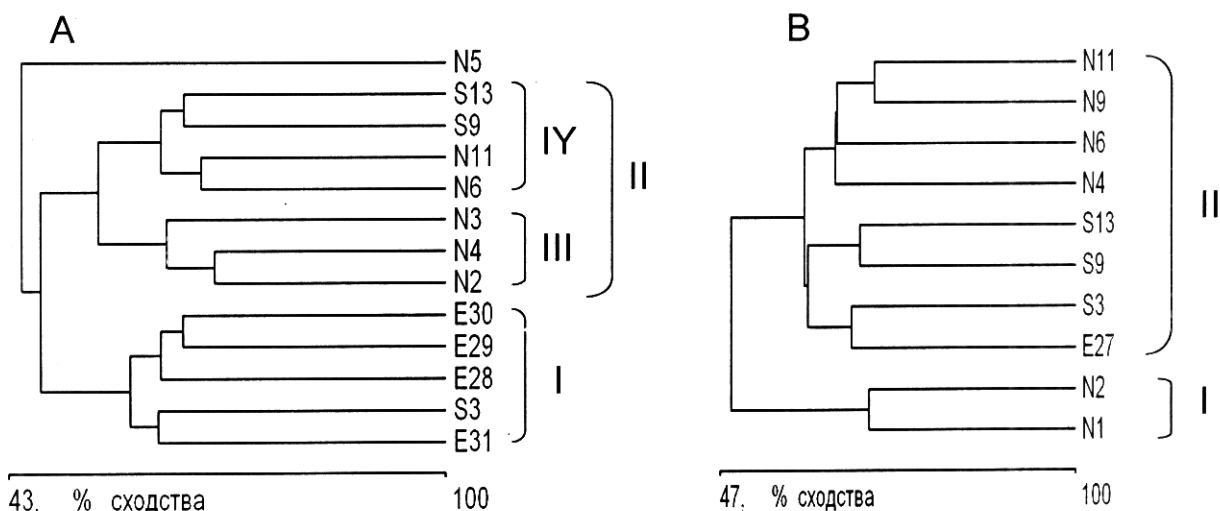 A
N5
S13
S9
N11
N6
N3
N4
N2
E30
E29
E28
S3
E31
IY
III
II
I
43, % сходства 100
B
N11
N9
N6
N4
S13
S9
S3
E27
N2
N1
II
I
47, % сходства 100